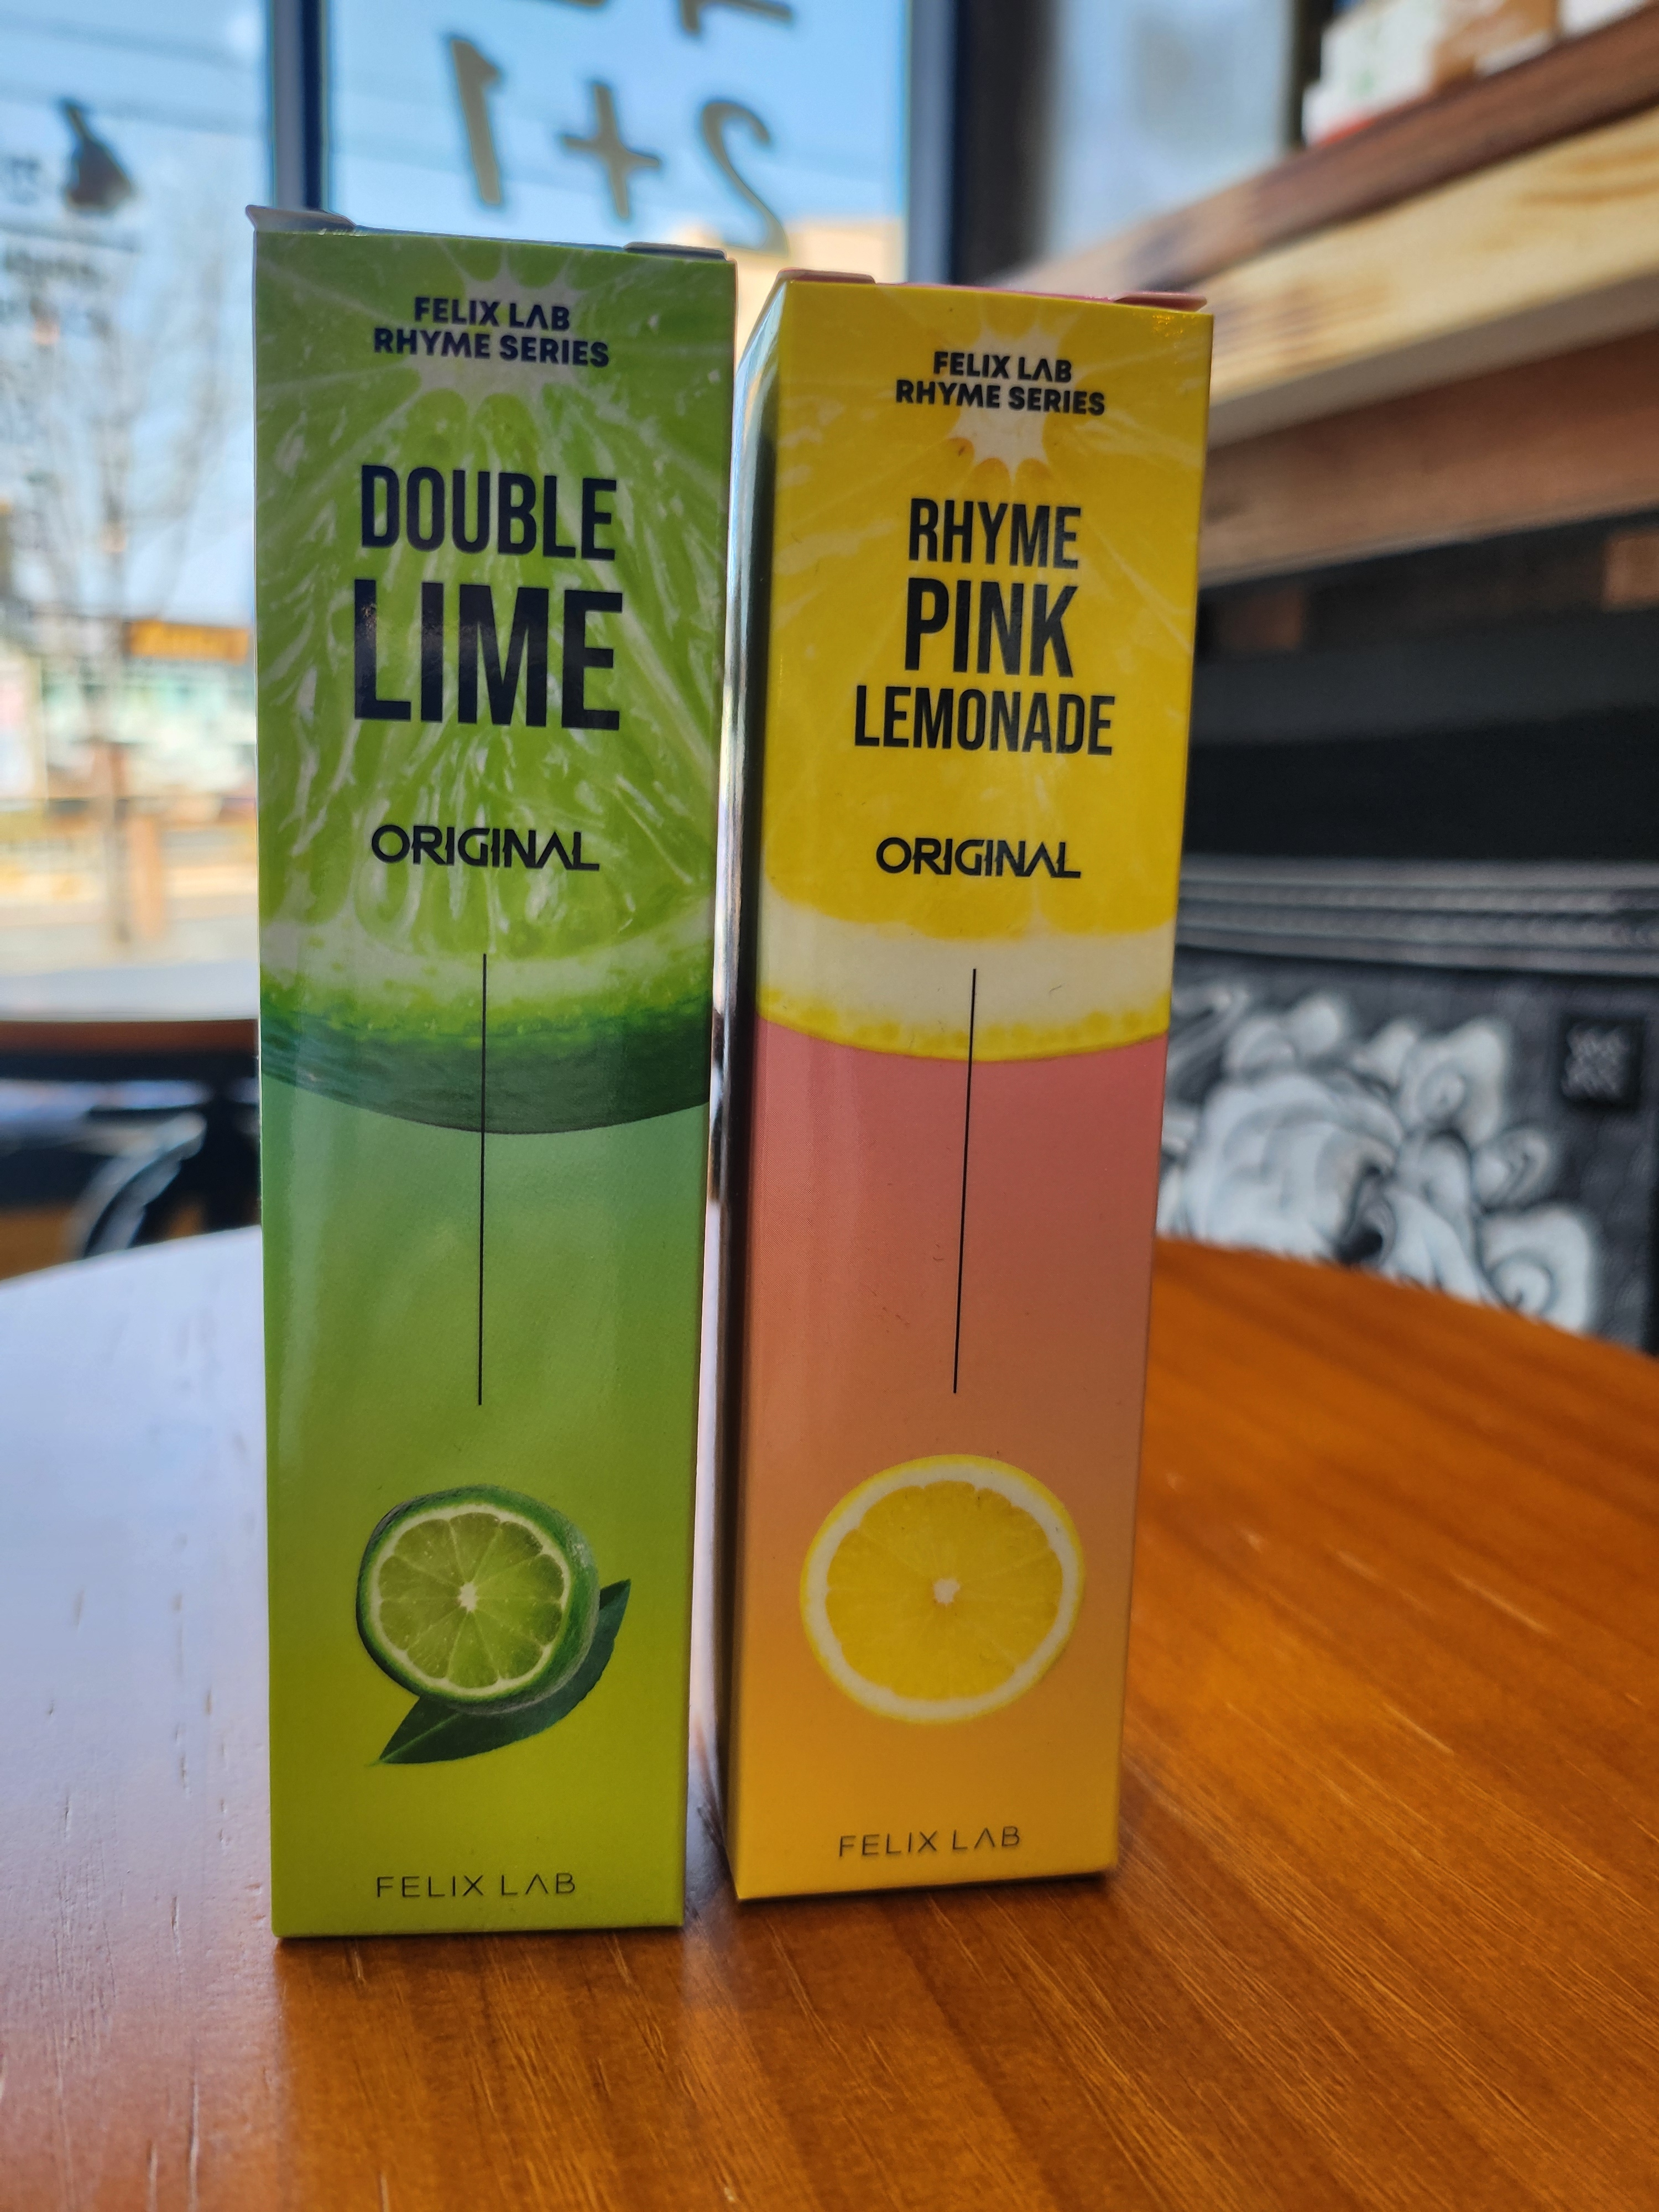 2+1
FELIX LAB
RHYME SERIES
DOUBLE
LIME
ORIGINAL
FELIX LAB
FELIX LAB
RHYME SERIES
RHYME
PINK
LEMONADE
ORIGINAL
FELIX LAB